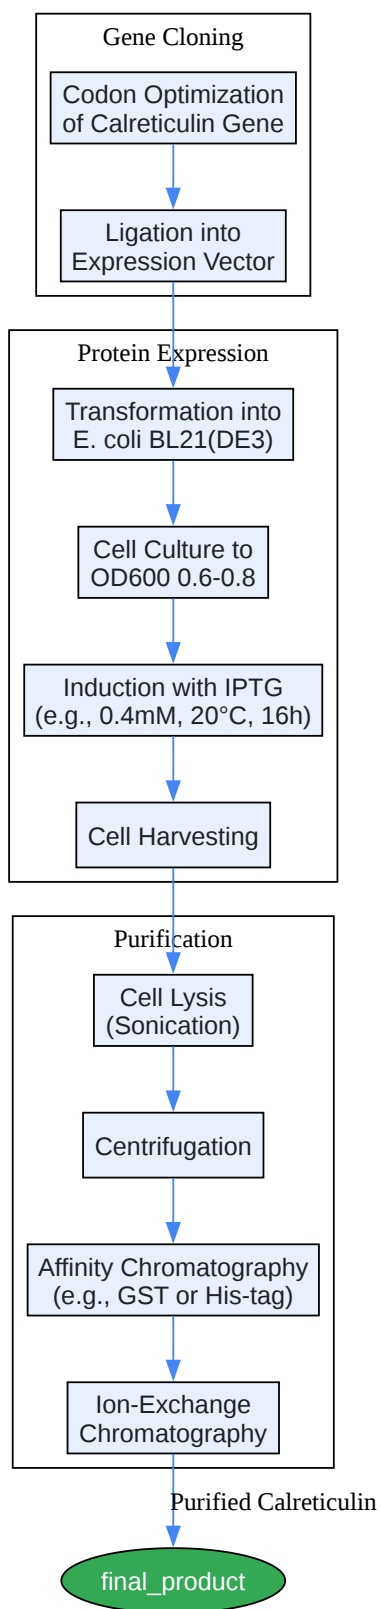 Gene Cloning
Codon Optimization
of Calreticulin Gene
Ligation into
Expression Vector
Protein Expression
Transformation into
E. coli BL21(DE3)
Cell Culture to
OD600 0.6-0.8
Induction with IPTG
(e.g., 0.4mM, 20°C, 16h)
Cell Harvesting
Purification
Cell Lysis
(Sonication)
Centrifugation
Affinity Chromatography
(e.g., GST or His-tag)
Ion-Exchange
Chromatography
Purified Calreticulin
final_product